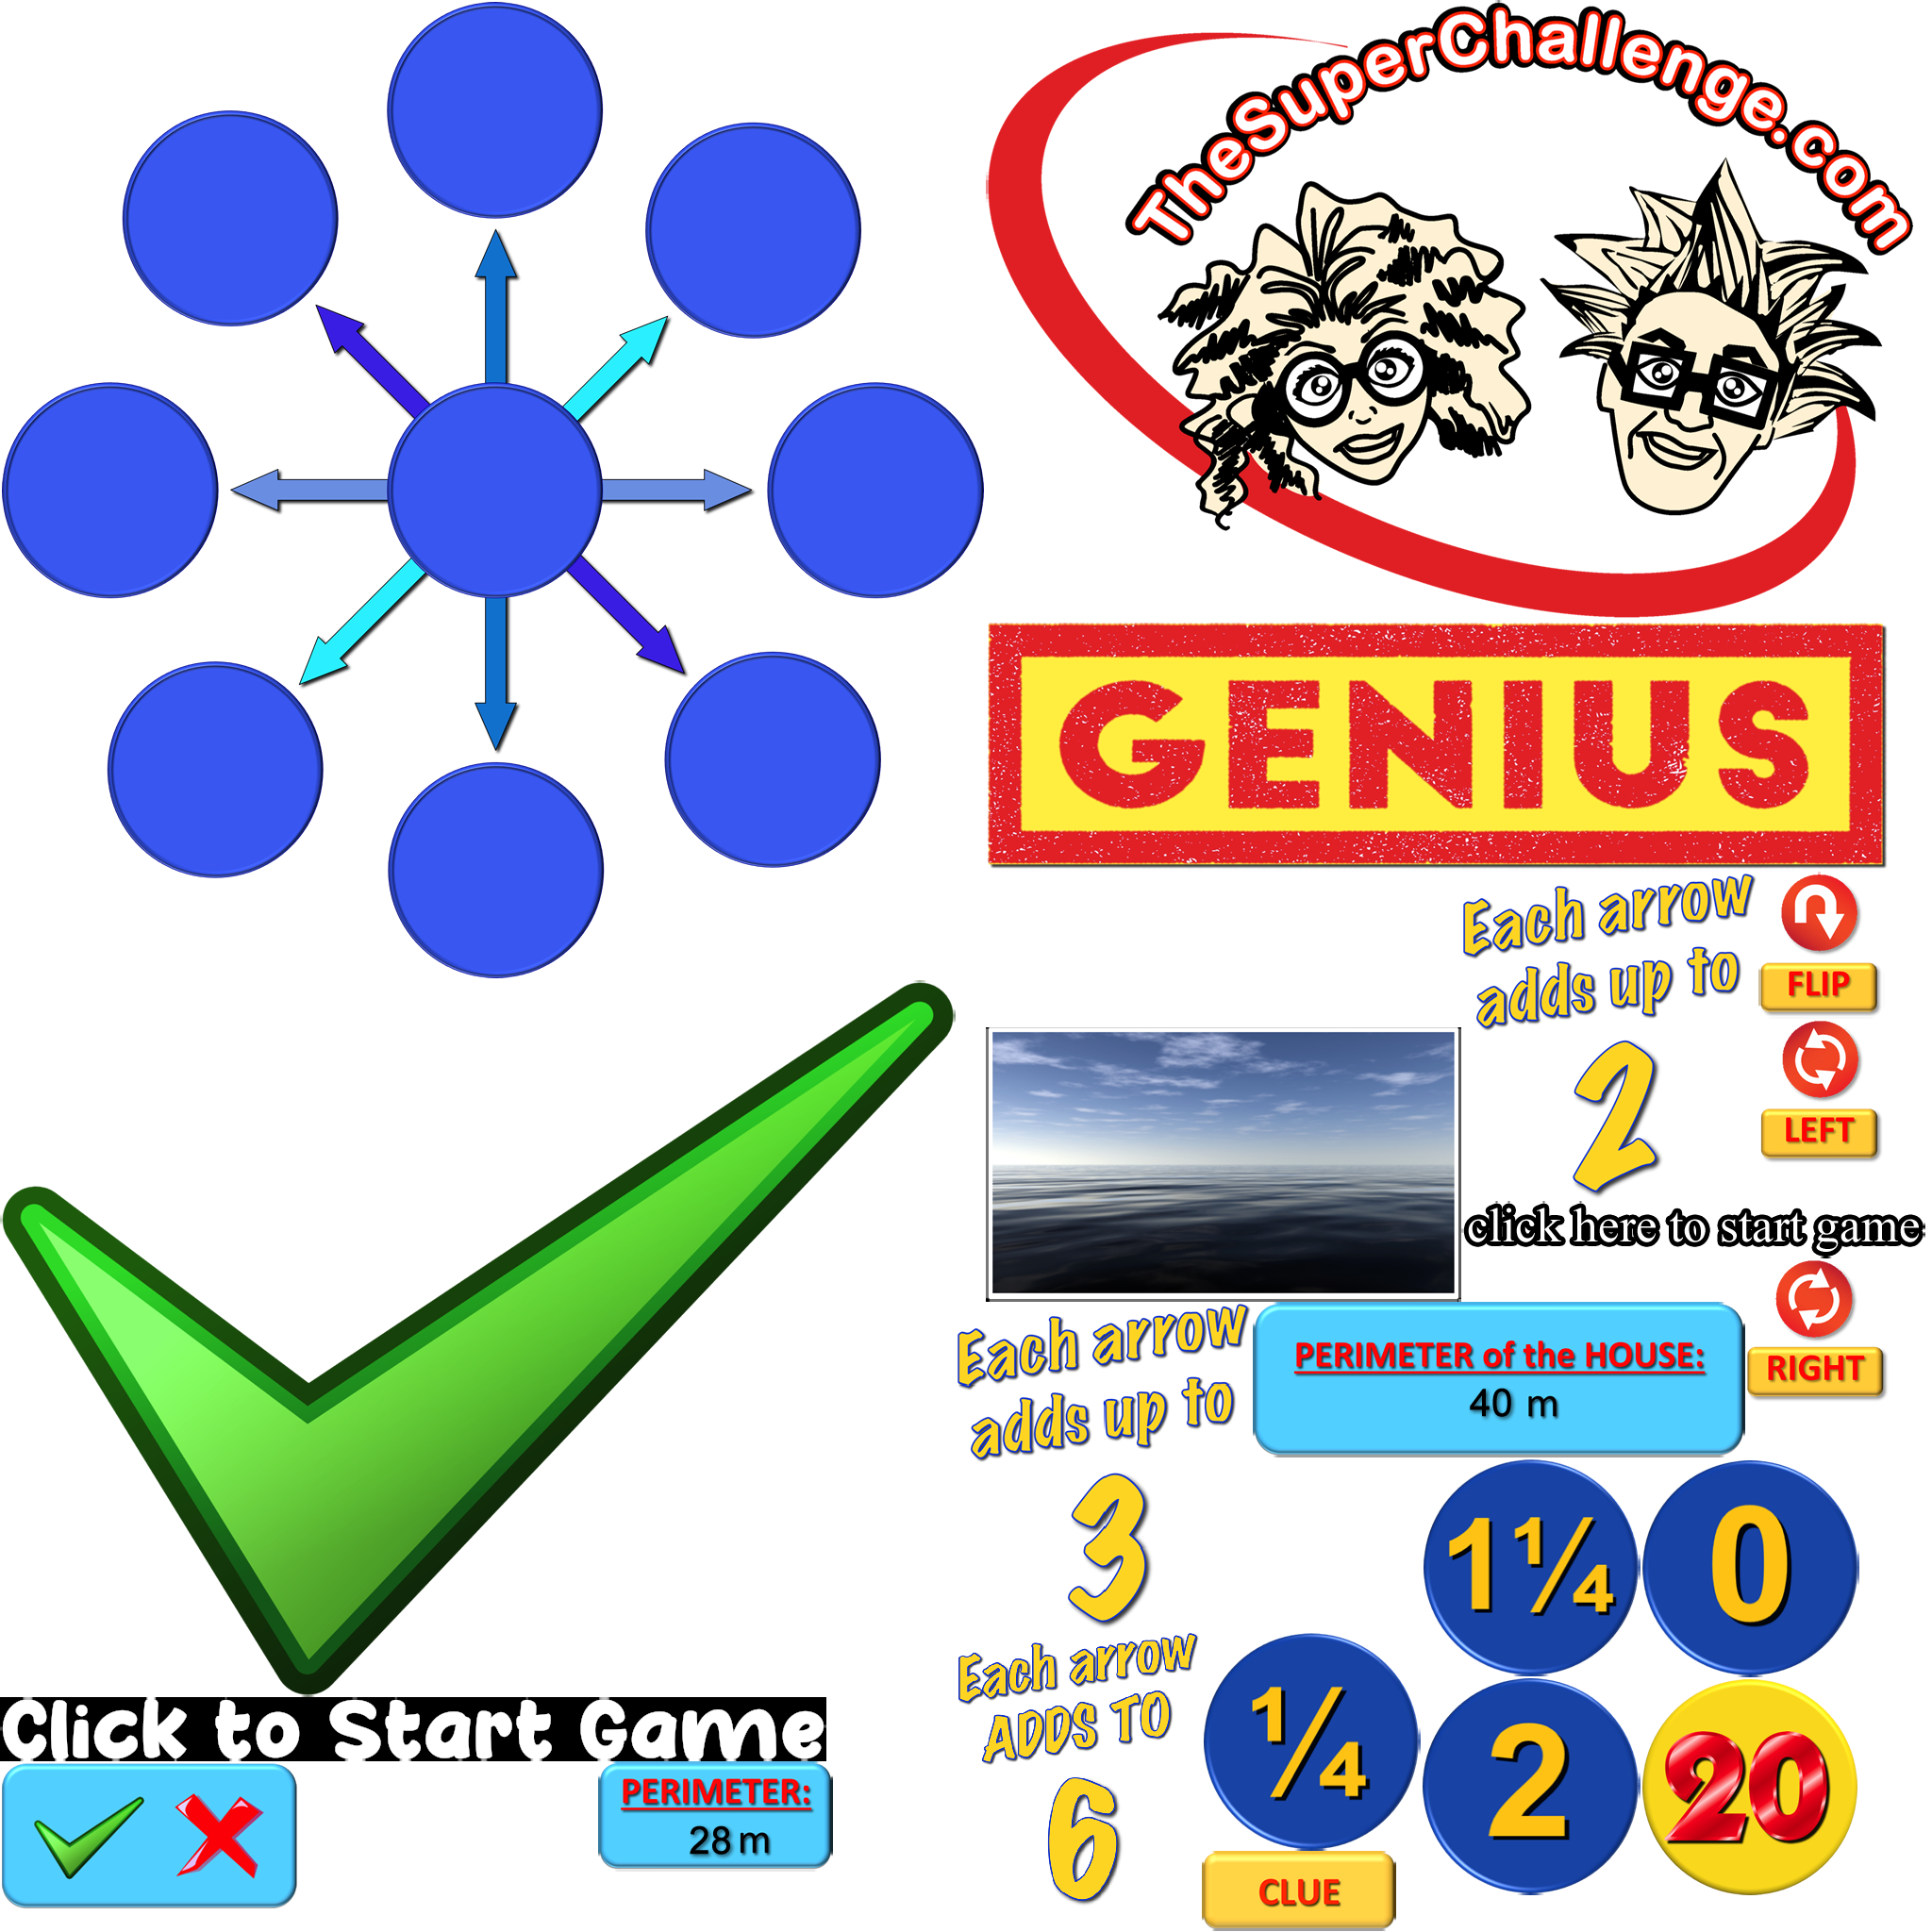 TheSuperChallenge.com
GENIUS
Each arrow
adds up to
2
FLIP
LEFT
click here to start game
RIGHT
Each arrow
adds up to
3
PERIMETER of the HOUSE:
40 m
1 ¼
0
Each arrow
ADDS TO
6
¼
2
20
CLUE
Click to Start Game
PERIMETER:
28 m